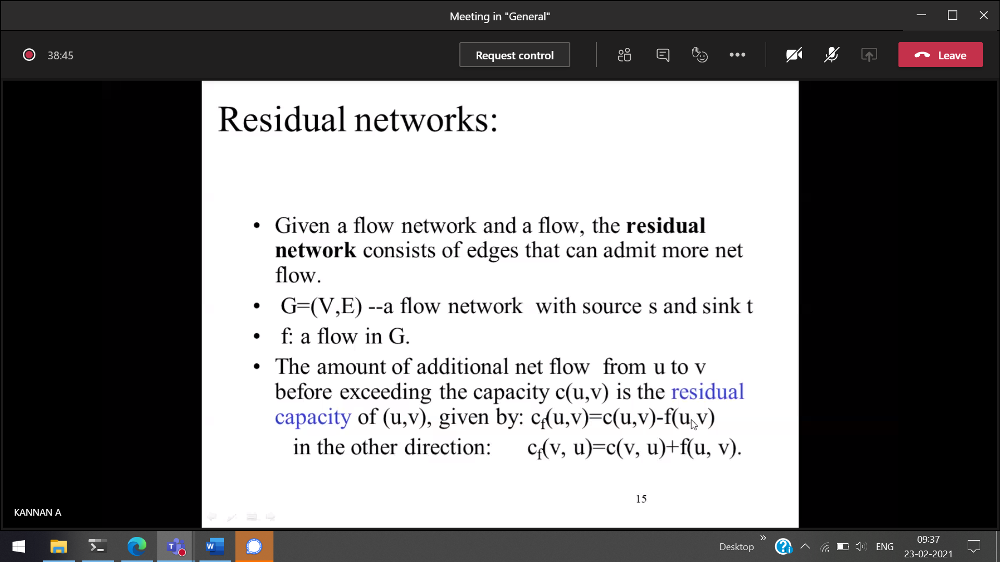 Meeting in "General"
38:45
Request control
Leave
Residual networks:
• Given a flow network and a flow, the residual
network consists of edges that can admit more net
flow.
• G=(V,E) --a flow network with source s and sink t
• f: a flow in G.
• The amount of additional net flow from u to v
before exceeding the capacity c(u,v) is the residual
capacity of (u,v), given by: cf(u,v)=c(u,v)-f(u,v)
in the other direction: cf(v, u)=c(v, u)+f(u, v).
15
KANNAN A
Desktop
ENG
09:37
23-02-2021